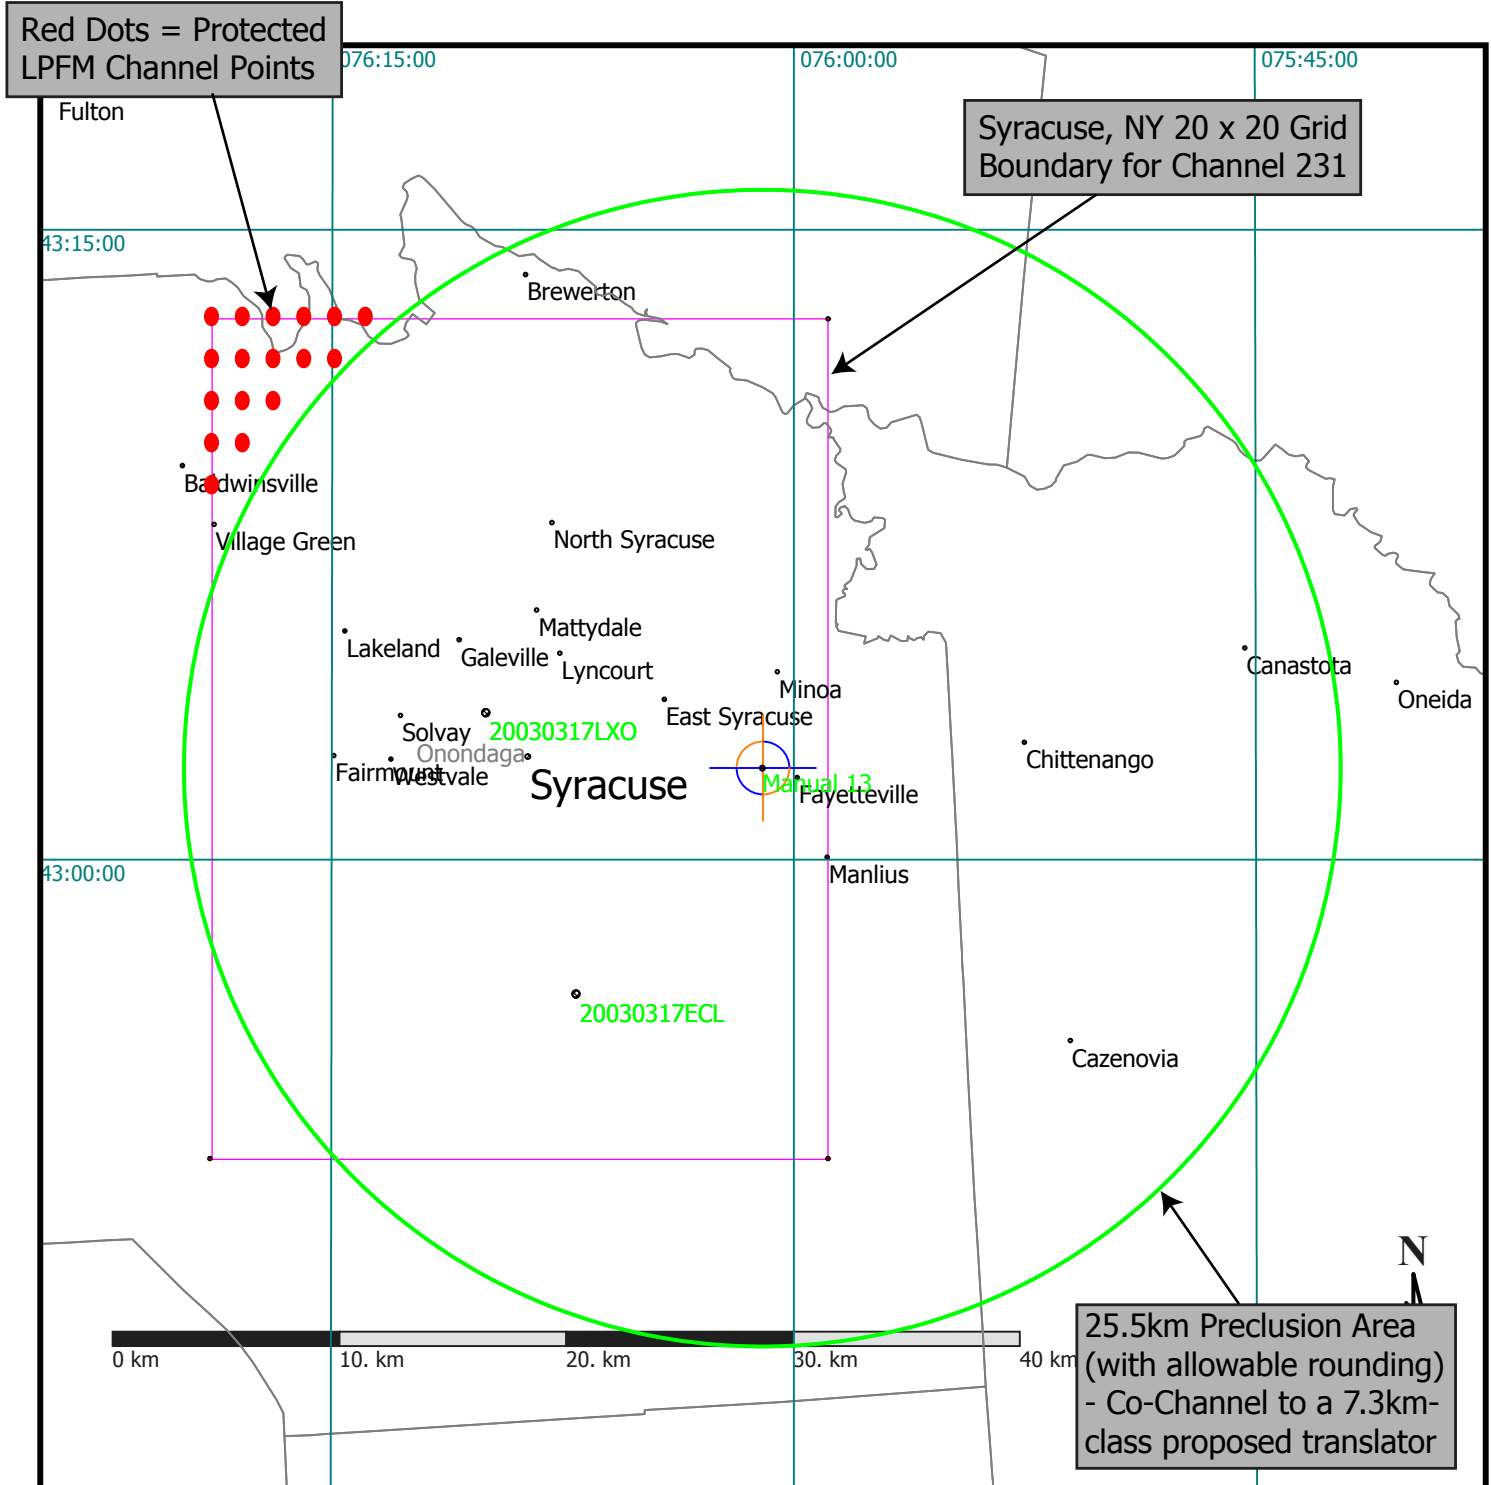 Red Dots = Protected
LPFM Channel Points
076:15:00
076:00:00
075:45:00
Fulton
Syracuse, NY 20 x 20 Grid
Boundary for Channel 231
43:15:00
Brewerton
Baldwinsville
Village Green
North Syracuse
Mattydale
Lakeland
Galeville
Lyncourt
Canastota
Minoa
Oneida
East Syracuse
Solvay
20030317LXO
Onondaga
Chittenango
Fairmount
Westvale
Syracuse
Manual 13
Fayetteville
43:00:00
Manlius
20030317ECL
Cazenovia
N
25.5km Preclusion Area
(with allowable rounding)
- Co-Channel to a 7.3km-
class proposed translator
0 km
10. km
20. km
30. km
40 km